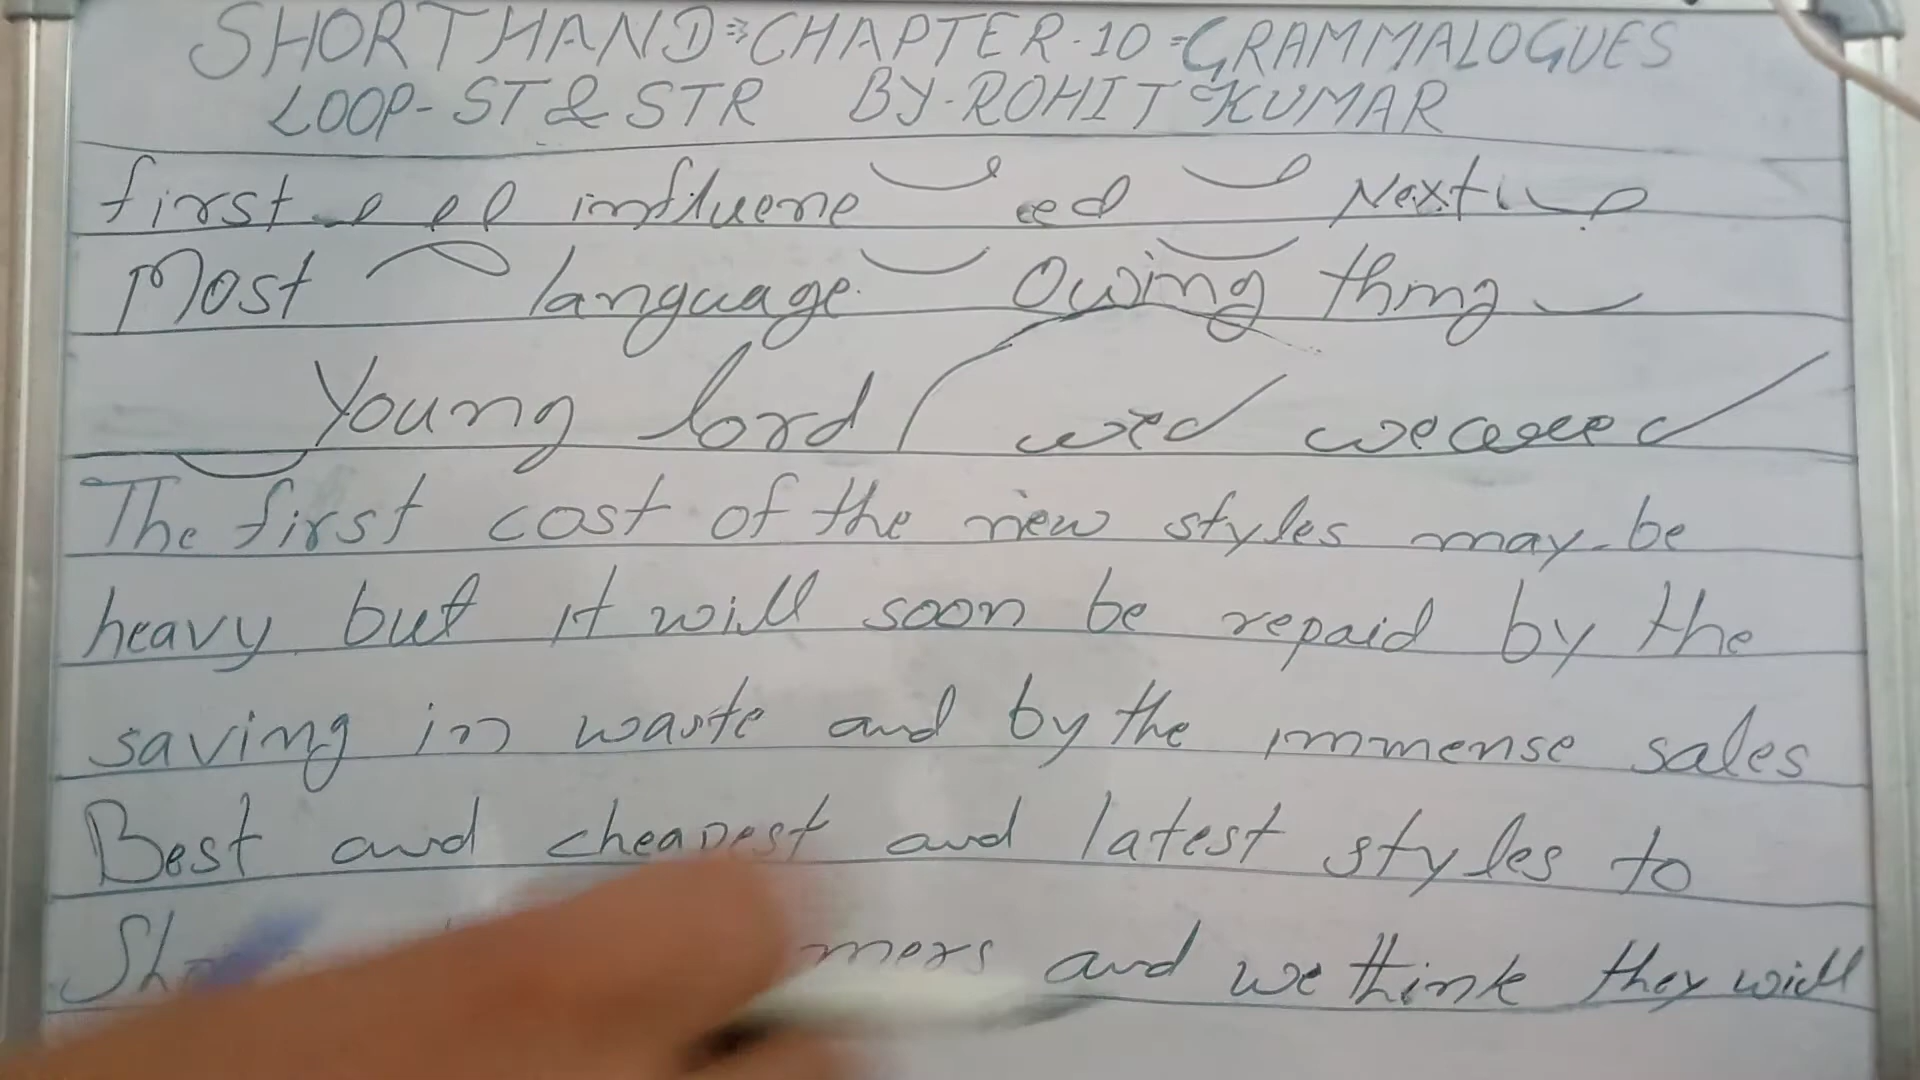 SHORTHAND⇒CHAPTER-10=GRAMMALOGUES
LOOP-ST & STR BY-ROHIT KUMAR
first influene ed Next
Most language Owing thing
Young lord
The first cost of the new styles may be
heavy but it will soon be repaid by the
saving in waste and by the immense sales
Best and cheapest and latest styles to
and we think they will